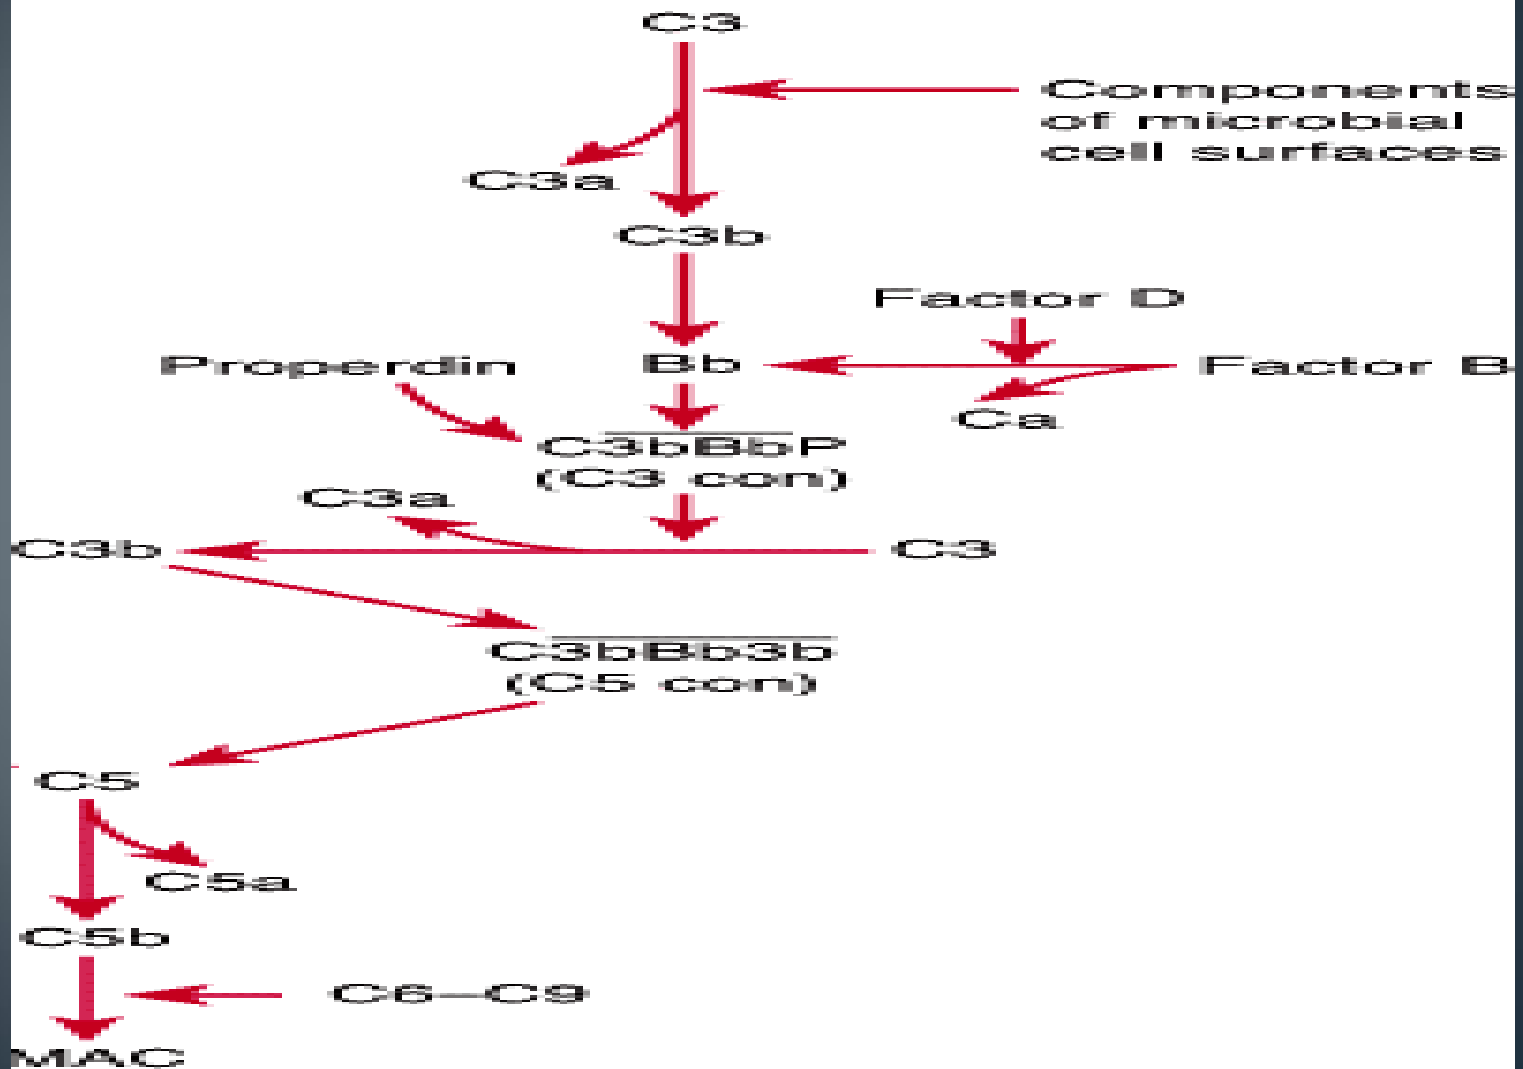 C3
Components
of microbial
cell surfaces
C3a
C3b
Factor D
Properdin
Bb
Factor B
Ca
C3bBbP
(C3 con)
C3a
C3b
C3
C3bBb3b
(C5 con)
C5
C5a
C5b
C6–C9
MAC